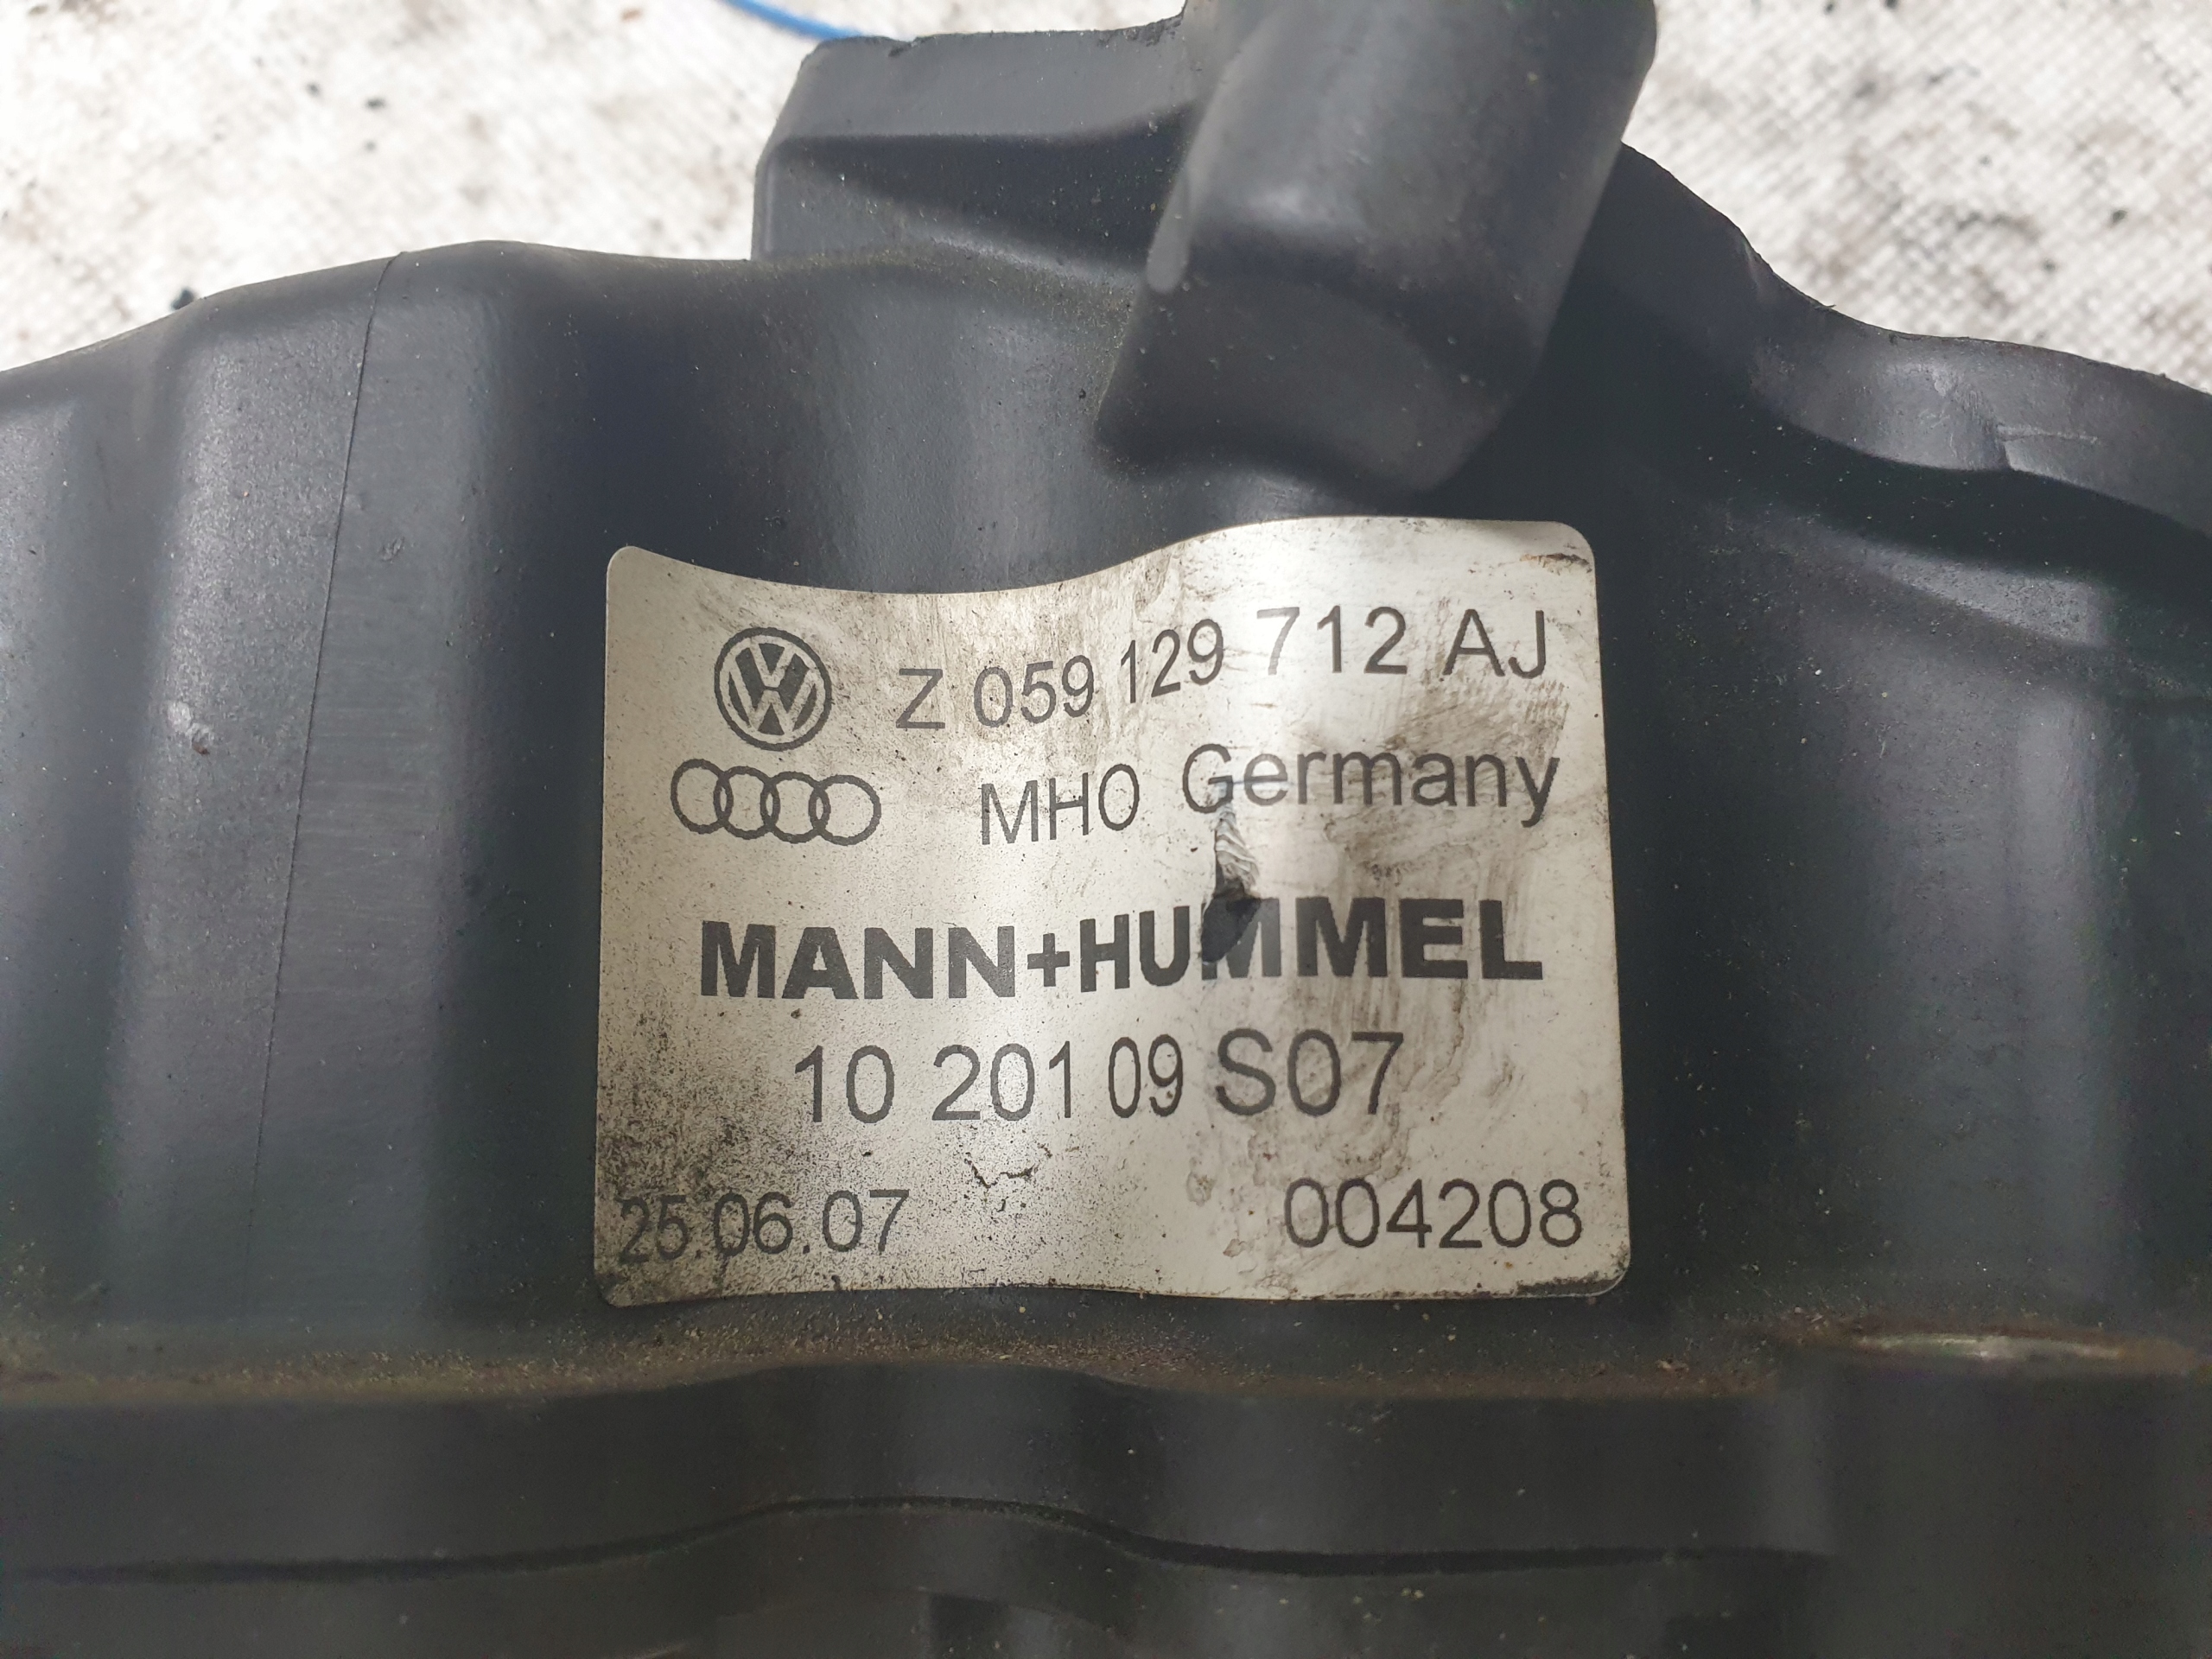 Z 059 129 712 AJ
MHO Germany
MANN+HUMMEL
10 201 09 S07
25.06.07 004208